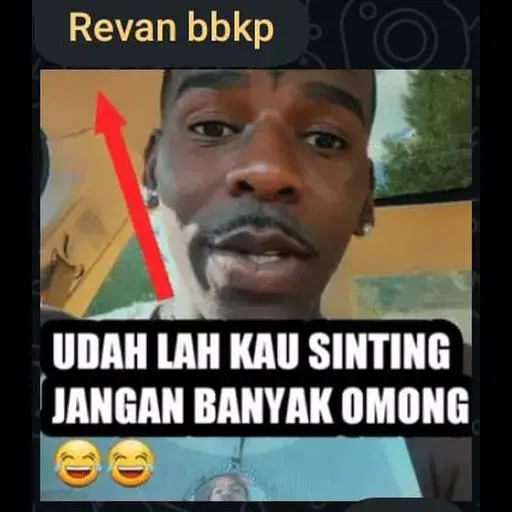 Revan bbkp
UDAH LAH KAU SINTING
JANGAN BANYAK OMONG
😂😂